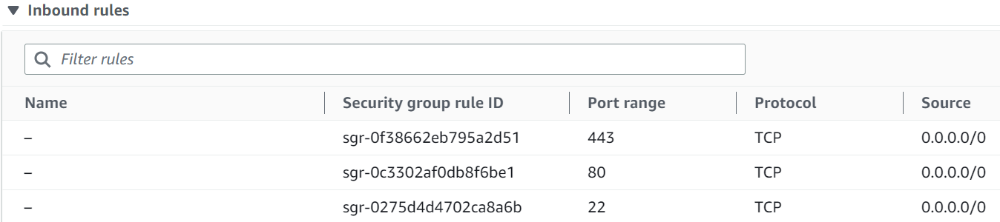 Inbound rules
Filter rules
Name Security group rule ID Port range Protocol Source
– sgr-0f38662eb795a2d51 443 TCP 0.0.0.0/0
– sgr-0c3302af0db8f6be1 80 TCP 0.0.0.0/0
– sgr-0275d4d4702ca8a6b 22 TCP 0.0.0.0/0